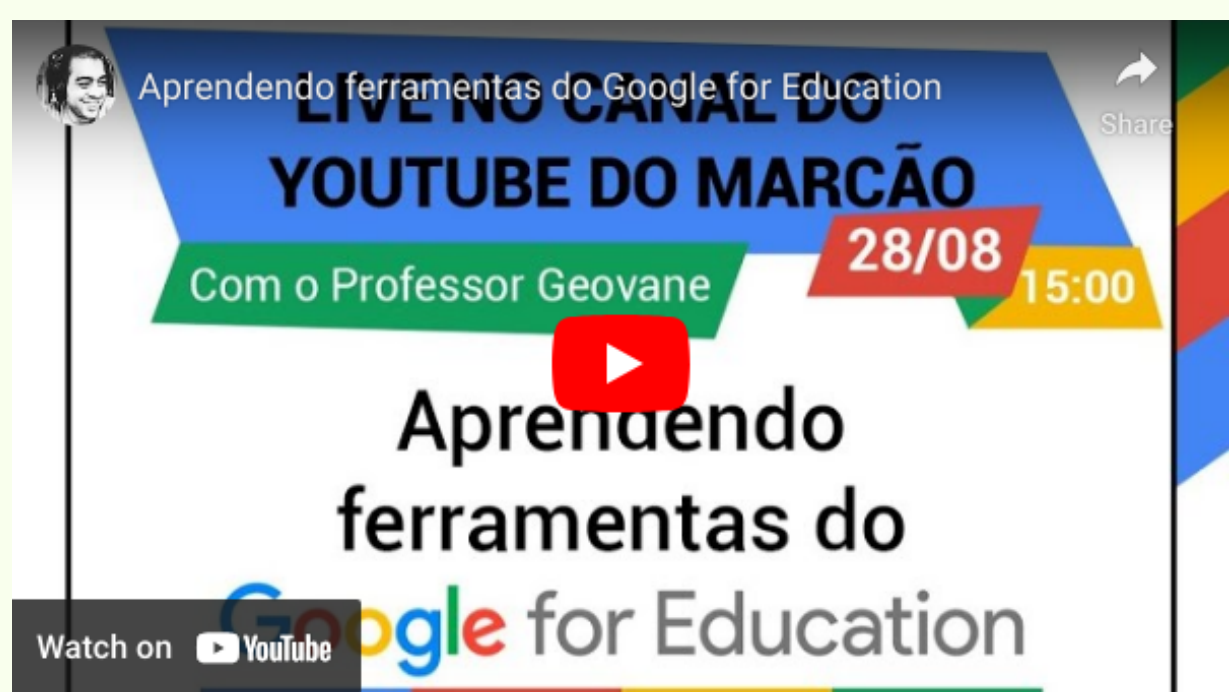 Aprendendo ferramentas do Google for Education
Share
LIVE NO CANAL DO
YOUTUBE DO MARCÃO
28/08
Com o Professor Geovane
15:00
Aprendendo
ferramentas do
Google for Education
Watch on YouTube